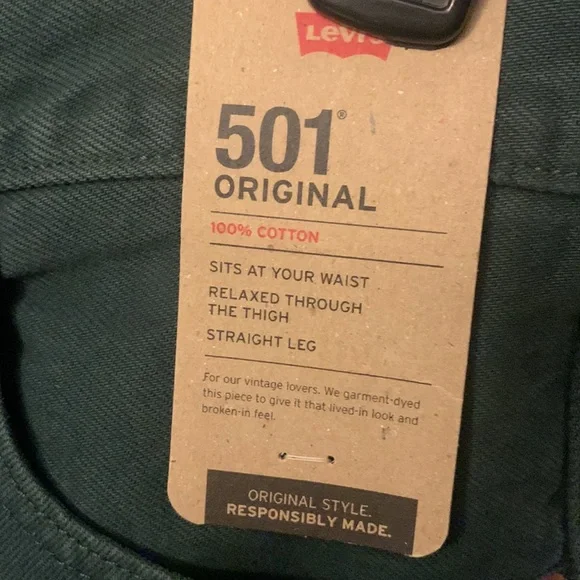 Levi's
501®
ORIGINAL
100% COTTON
SITS AT YOUR WAIST
RELAXED THROUGH
THE THIGH
STRAIGHT LEG
For our vintage lovers. We garment-dyed
this piece to give it that lived-in look and
broken-in feel.
ORIGINAL STYLE.
RESPONSIBLY MADE.